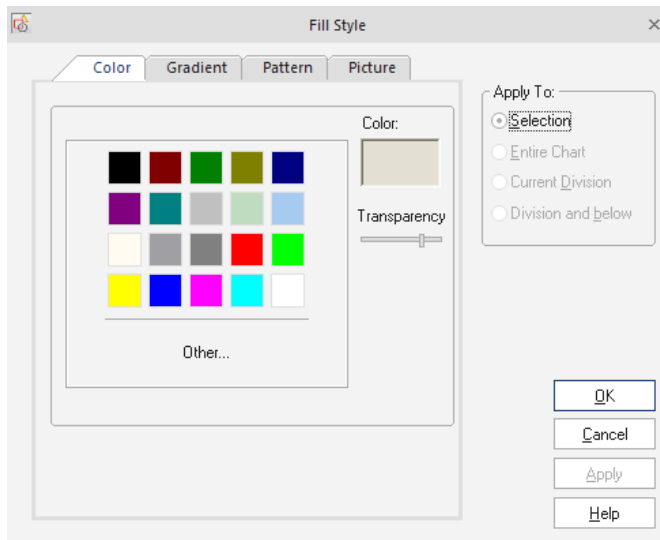 Fill Style
Color Gradient Pattern Picture
Color:
Transparency
Other...
Apply To:
Selection
Entire Chart
Current Division
Division and below
OK
Cancel
Apply
Help